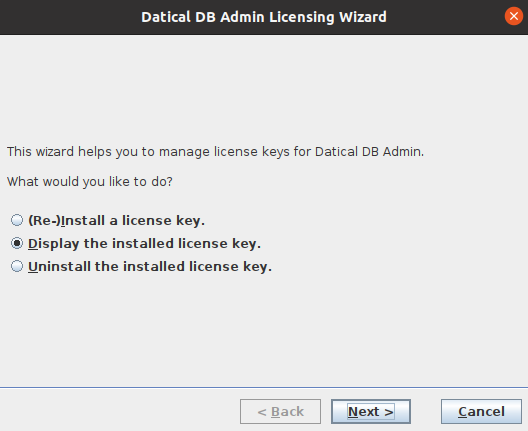 Datical DB Admin Licensing Wizard
This wizard helps you to manage license keys for Datical DB Admin.
What would you like to do?
(Re-)Install a license key.
Display the installed license key.
Uninstall the installed license key.
< Back Next > Cancel